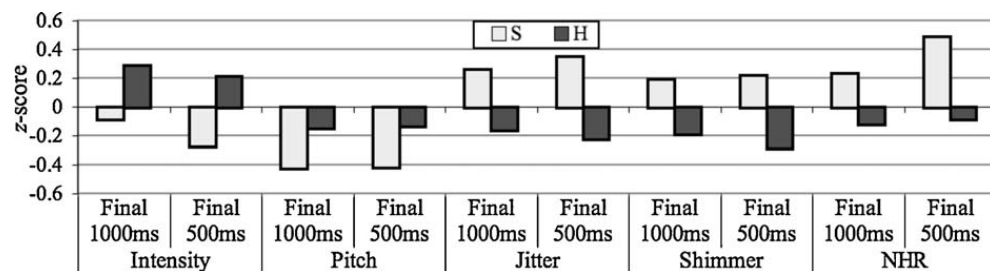 0.6
S H
0.4
0.2
0
-0.2
-0.4
-0.6
z-score
Final Final Final Final Final Final Final Final Final Final
1000ms 500ms 1000ms 500ms 1000ms 500ms 1000ms 500ms 1000ms 500ms
Intensity Pitch Jitter Shimmer NHR